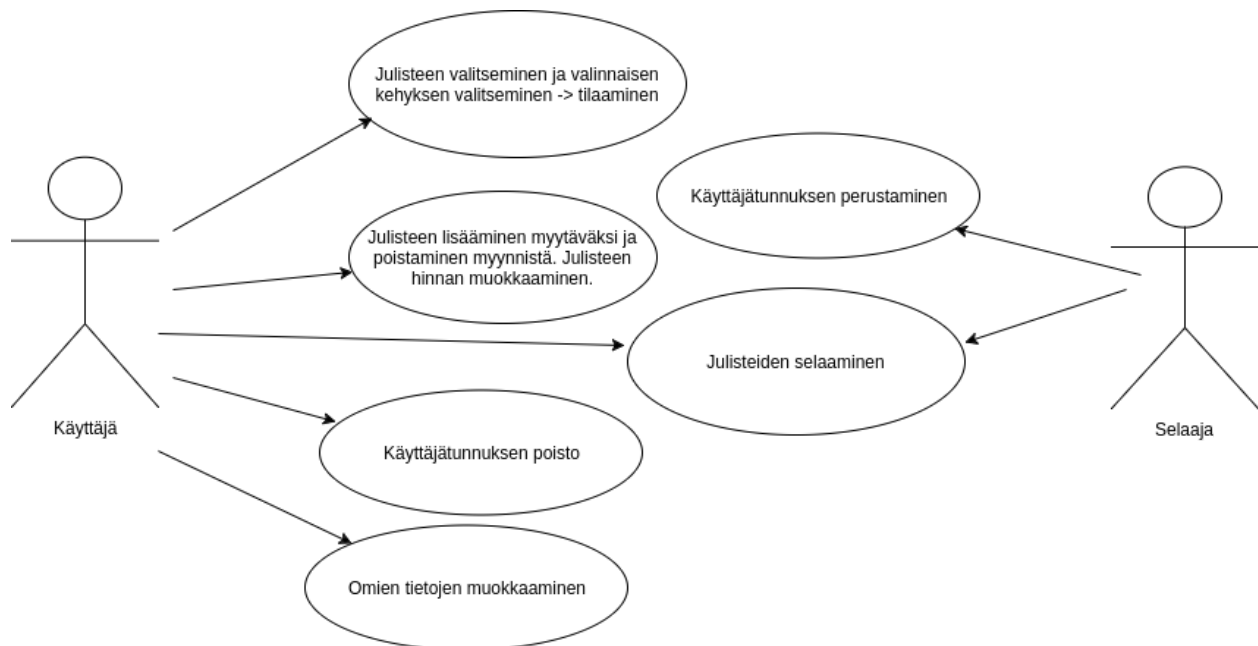 Julisteen valitseminen ja valinnaisen
kehyksen valitseminen -> tilaaminen
Käyttäjätunnuksen perustaminen
Julisteen lisääminen myytäväksi ja
poistaminen myynnistä. Julisteen
hinnan muokkaaminen.
Julisteiden selaaminen
Käyttäjä
Selaaja
Käyttäjätunnuksen poisto
Omien tietojen muokkaaminen